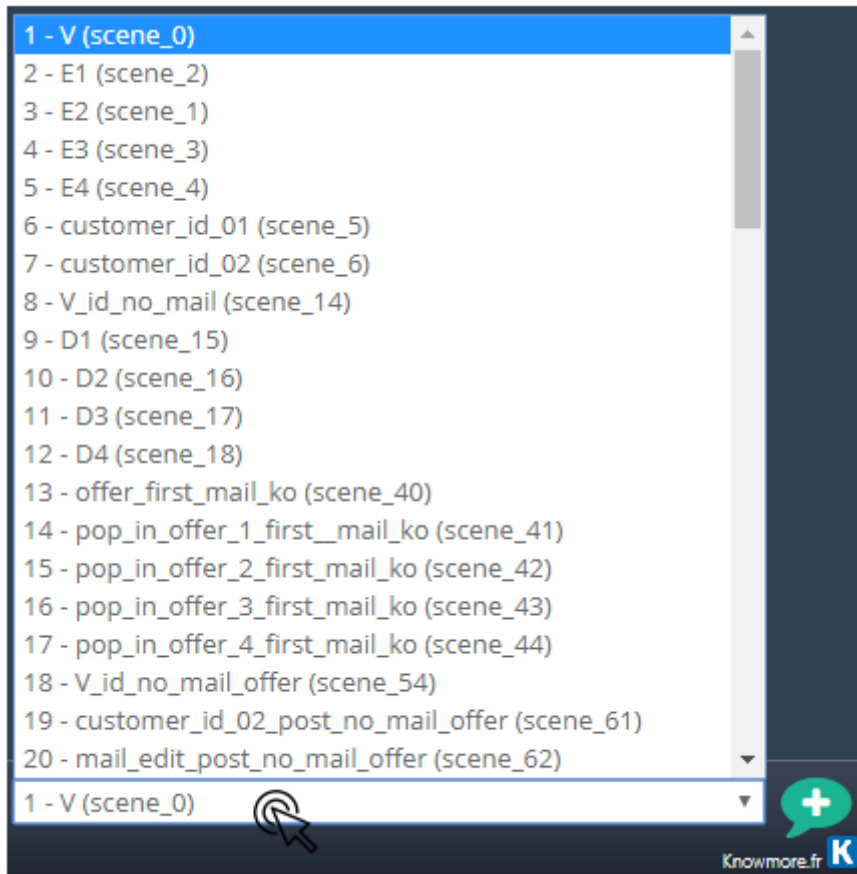 1 - V (scene_0)
2 - E1 (scene_2)
3 - E2 (scene_1)
4 - E3 (scene_3)
5 - E4 (scene_4)
6 - customer_id_01 (scene_5)
7 - customer_id_02 (scene_6)
8 - V_id_no_mail (scene_14)
9 - D1 (scene_15)
10 - D2 (scene_16)
11 - D3 (scene_17)
12 - D4 (scene_18)
13 - offer_first_mail_ko (scene_40)
14 - pop_in_offer_1_first__mail_ko (scene_41)
15 - pop_in_offer_2_first_mail_ko (scene_42)
16 - pop_in_offer_3_first_mail_ko (scene_43)
17 - pop_in_offer_4_first_mail_ko (scene_44)
18 - V_id_no_mail_offer (scene_54)
19 - customer_id_02_post_no_mail_offer (scene_61)
20 - mail_edit_post_no_mail_offer (scene_62)
1 - V (scene_0)
Knowmore.fr K